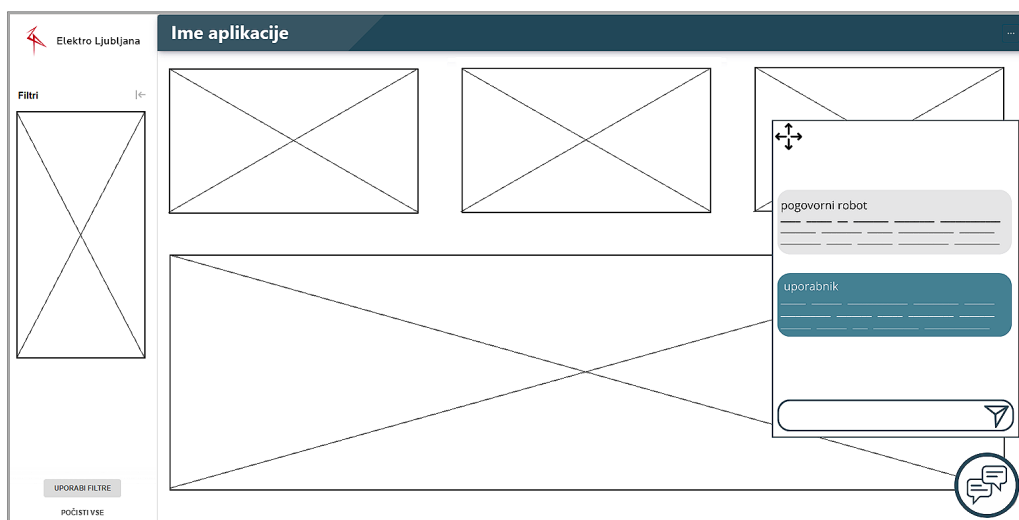 Elektro Ljubljana
Ime aplikacije
...
Filtri
pogovorni robot
uporabnik
UPORABI FILTRE
POČISTI VSE